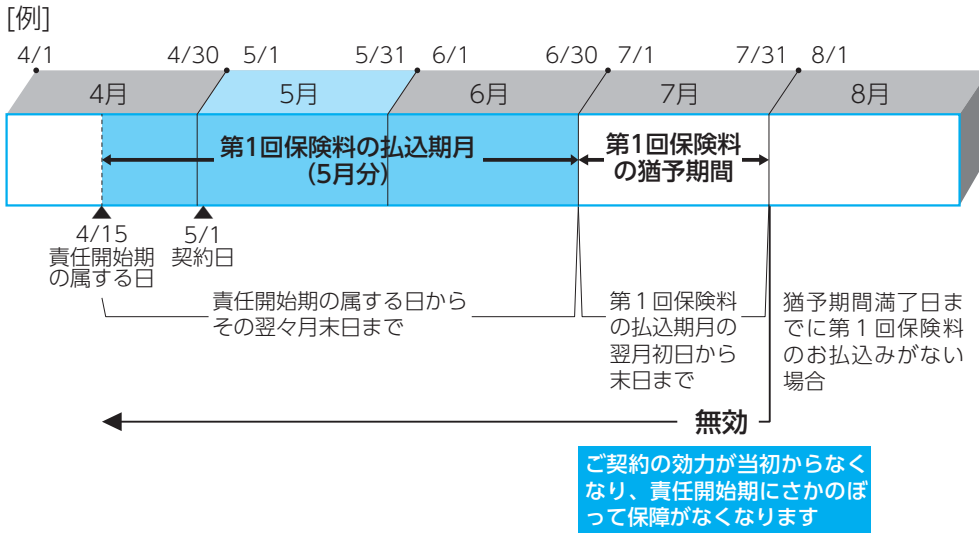 [例]
4/1 4/30 5/1 5/31 6/1 6/30 7/1 7/31 8/1
4月 5月 6月 7月 8月
第1回保険料の払込期月
(5月分)
第1回保険料
の猶予期間
4/15
責任開始期
の属する日
5/1
契約日
責任開始期の属する日から
その翌々月末日まで
第1回保険料
の払込期月の
翌月初日から
末日まで
猶予期間満了日ま
でに第1回保険料
のお払込みがない
場合
無効
ご契約の効力が当初からなく
なり、責任開始期にさかのぼ
って保障がなくなります